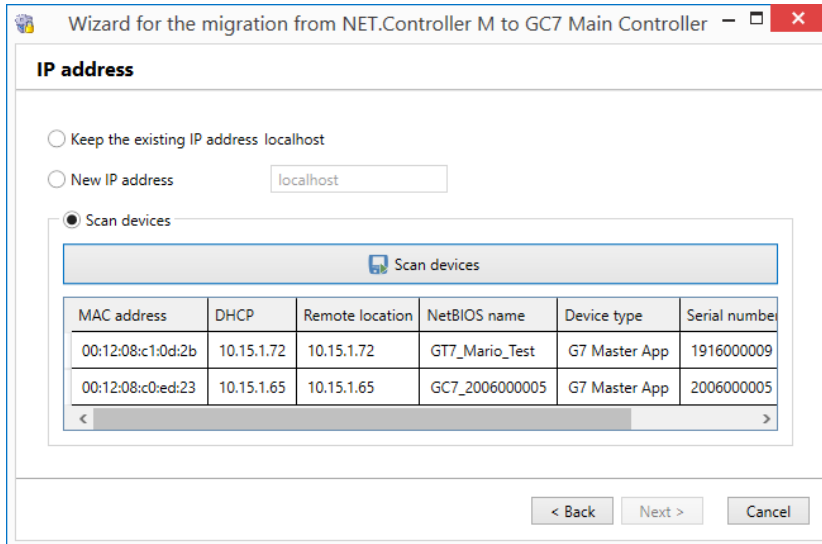 Wizard for the migration from NET.Controller M to GC7 Main Controller
IP address
Keep the existing IP address localhost
New IP address localhost
Scan devices
Scan devices
MAC address DHCP Remote location NetBIOS name Device type Serial number
00:12:08:c1:0d:2b 10.15.1.72 10.15.1.72 GT7_Mario_Test G7 Master App 1916000009
00:12:08:c0:ed:23 10.15.1.65 10.15.1.65 GC7_2006000005 G7 Master App 2006000005
< Back Next > Cancel